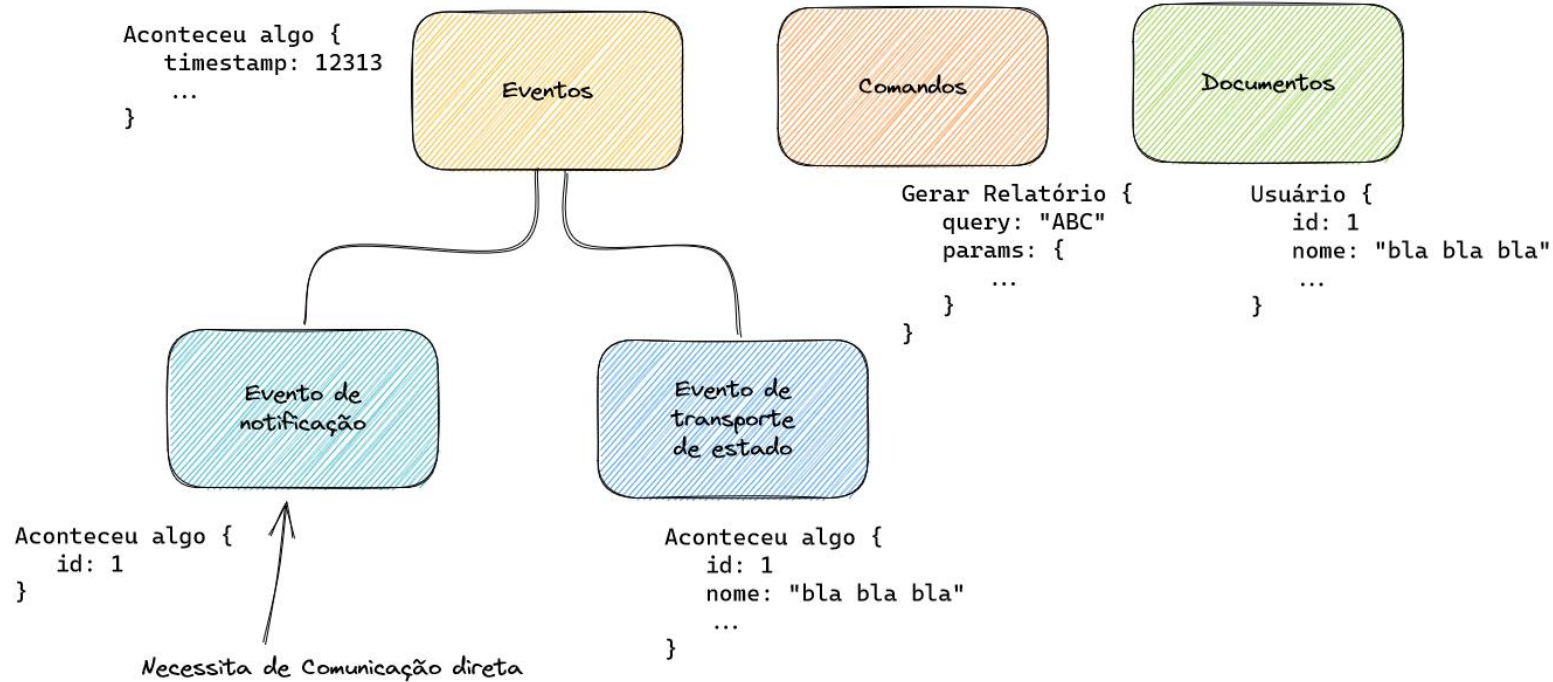 Aconteceu algo {
timestamp: 12313
...
}
Eventos
Comandos
Documentos
Gerar Relatório {
query: "ABC"
params: {
...
}
}
Usuário {
id: 1
nome: "bla bla bla"
...
}
Evento de
notificação
Evento de
transporte
de estado
Aconteceu algo {
id: 1
}
Aconteceu algo {
id: 1
nome: "bla bla bla"
...
}
Necessita de Comunicação direta